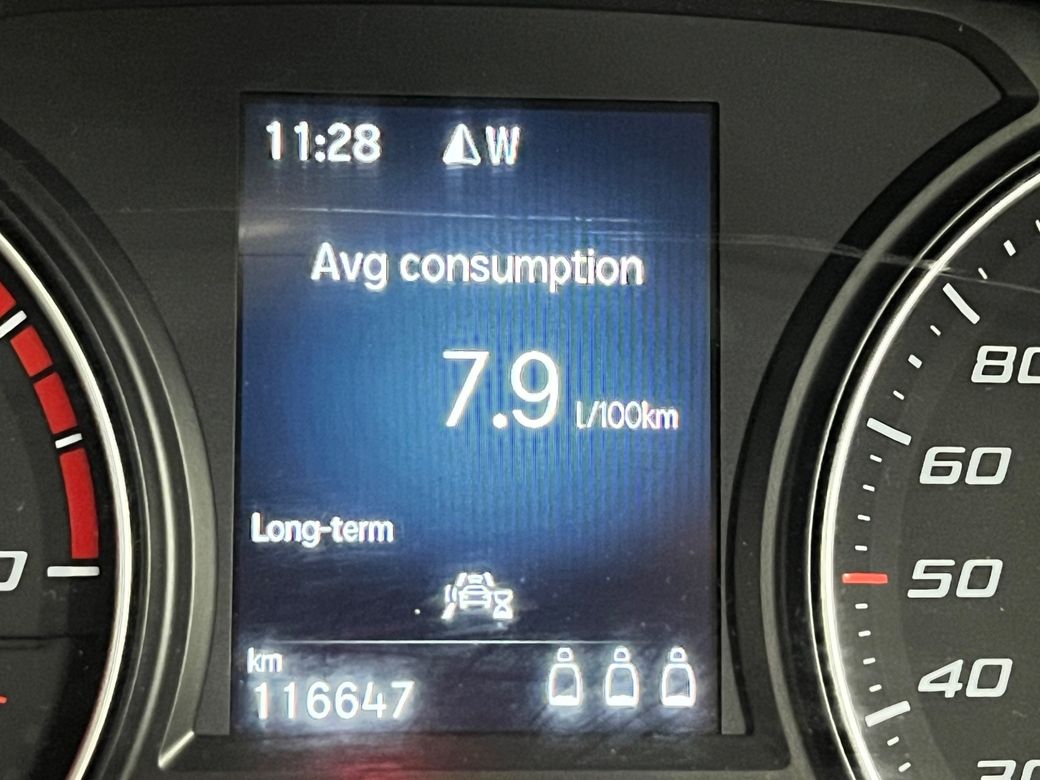 11:28 W
Avg consumption
7.9 l/100km
Long-term
km
116647
80
60
50
40